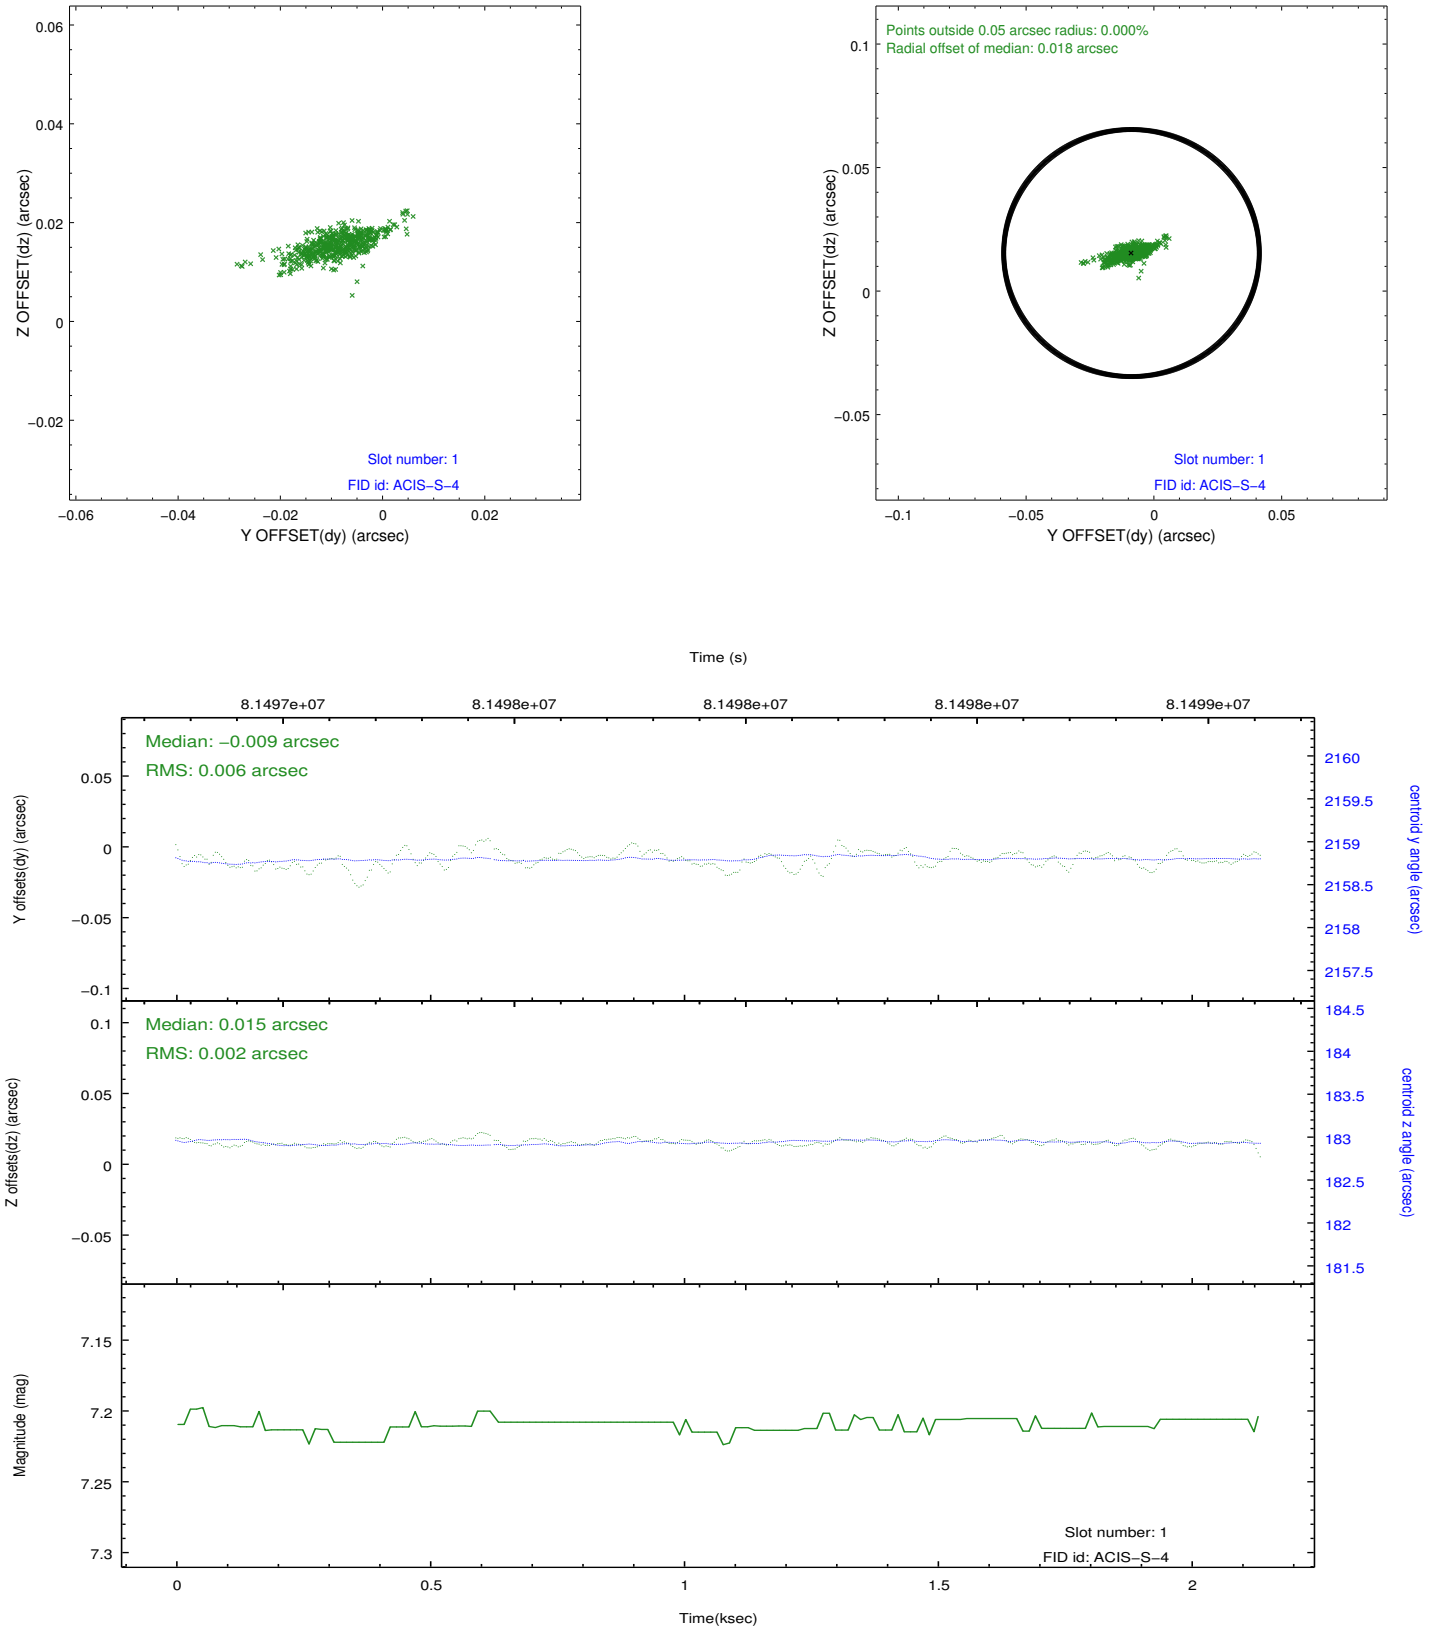 0.06
0.04
0.02
0
−0.02
Z OFFSET(dz) (arcsec)
Slot number: 1
FID id: ACIS−S−4
−0.06
−0.04
−0.02
0
0.02
Y OFFSET(dy) (arcsec)
Points outside 0.05 arcsec radius: 0.000%
Radial offset of median: 0.018 arcsec
0.1
0.05
0
−0.05
Z OFFSET(dz) (arcsec)
Slot number: 1
FID id: ACIS−S−4
−0.1
−0.05
0
0.05
Y OFFSET(dy) (arcsec)
Time (s)
8.1497e+07
8.1498e+07
8.1498e+07
8.1498e+07
8.1499e+07
Median: −0.009 arcsec
RMS: 0.006 arcsec
0.05
0
−0.05
−0.1
Y offsets(dy) (arcsec)
2160
2159.5
2159
2158.5
2158
2157.5
centroid y angle (arcsec)
Median: 0.015 arcsec
RMS: 0.002 arcsec
0.1
0.05
0
−0.05
Z offsets(dz) (arcsec)
184.5
184
183.5
183
182.5
182
181.5
centroid z angle (arcsec)
7.15
7.2
7.25
7.3
Magnitude (mag)
Slot number: 1
FID id: ACIS−S−4
0
0.5
1
1.5
2
Time(ksec)